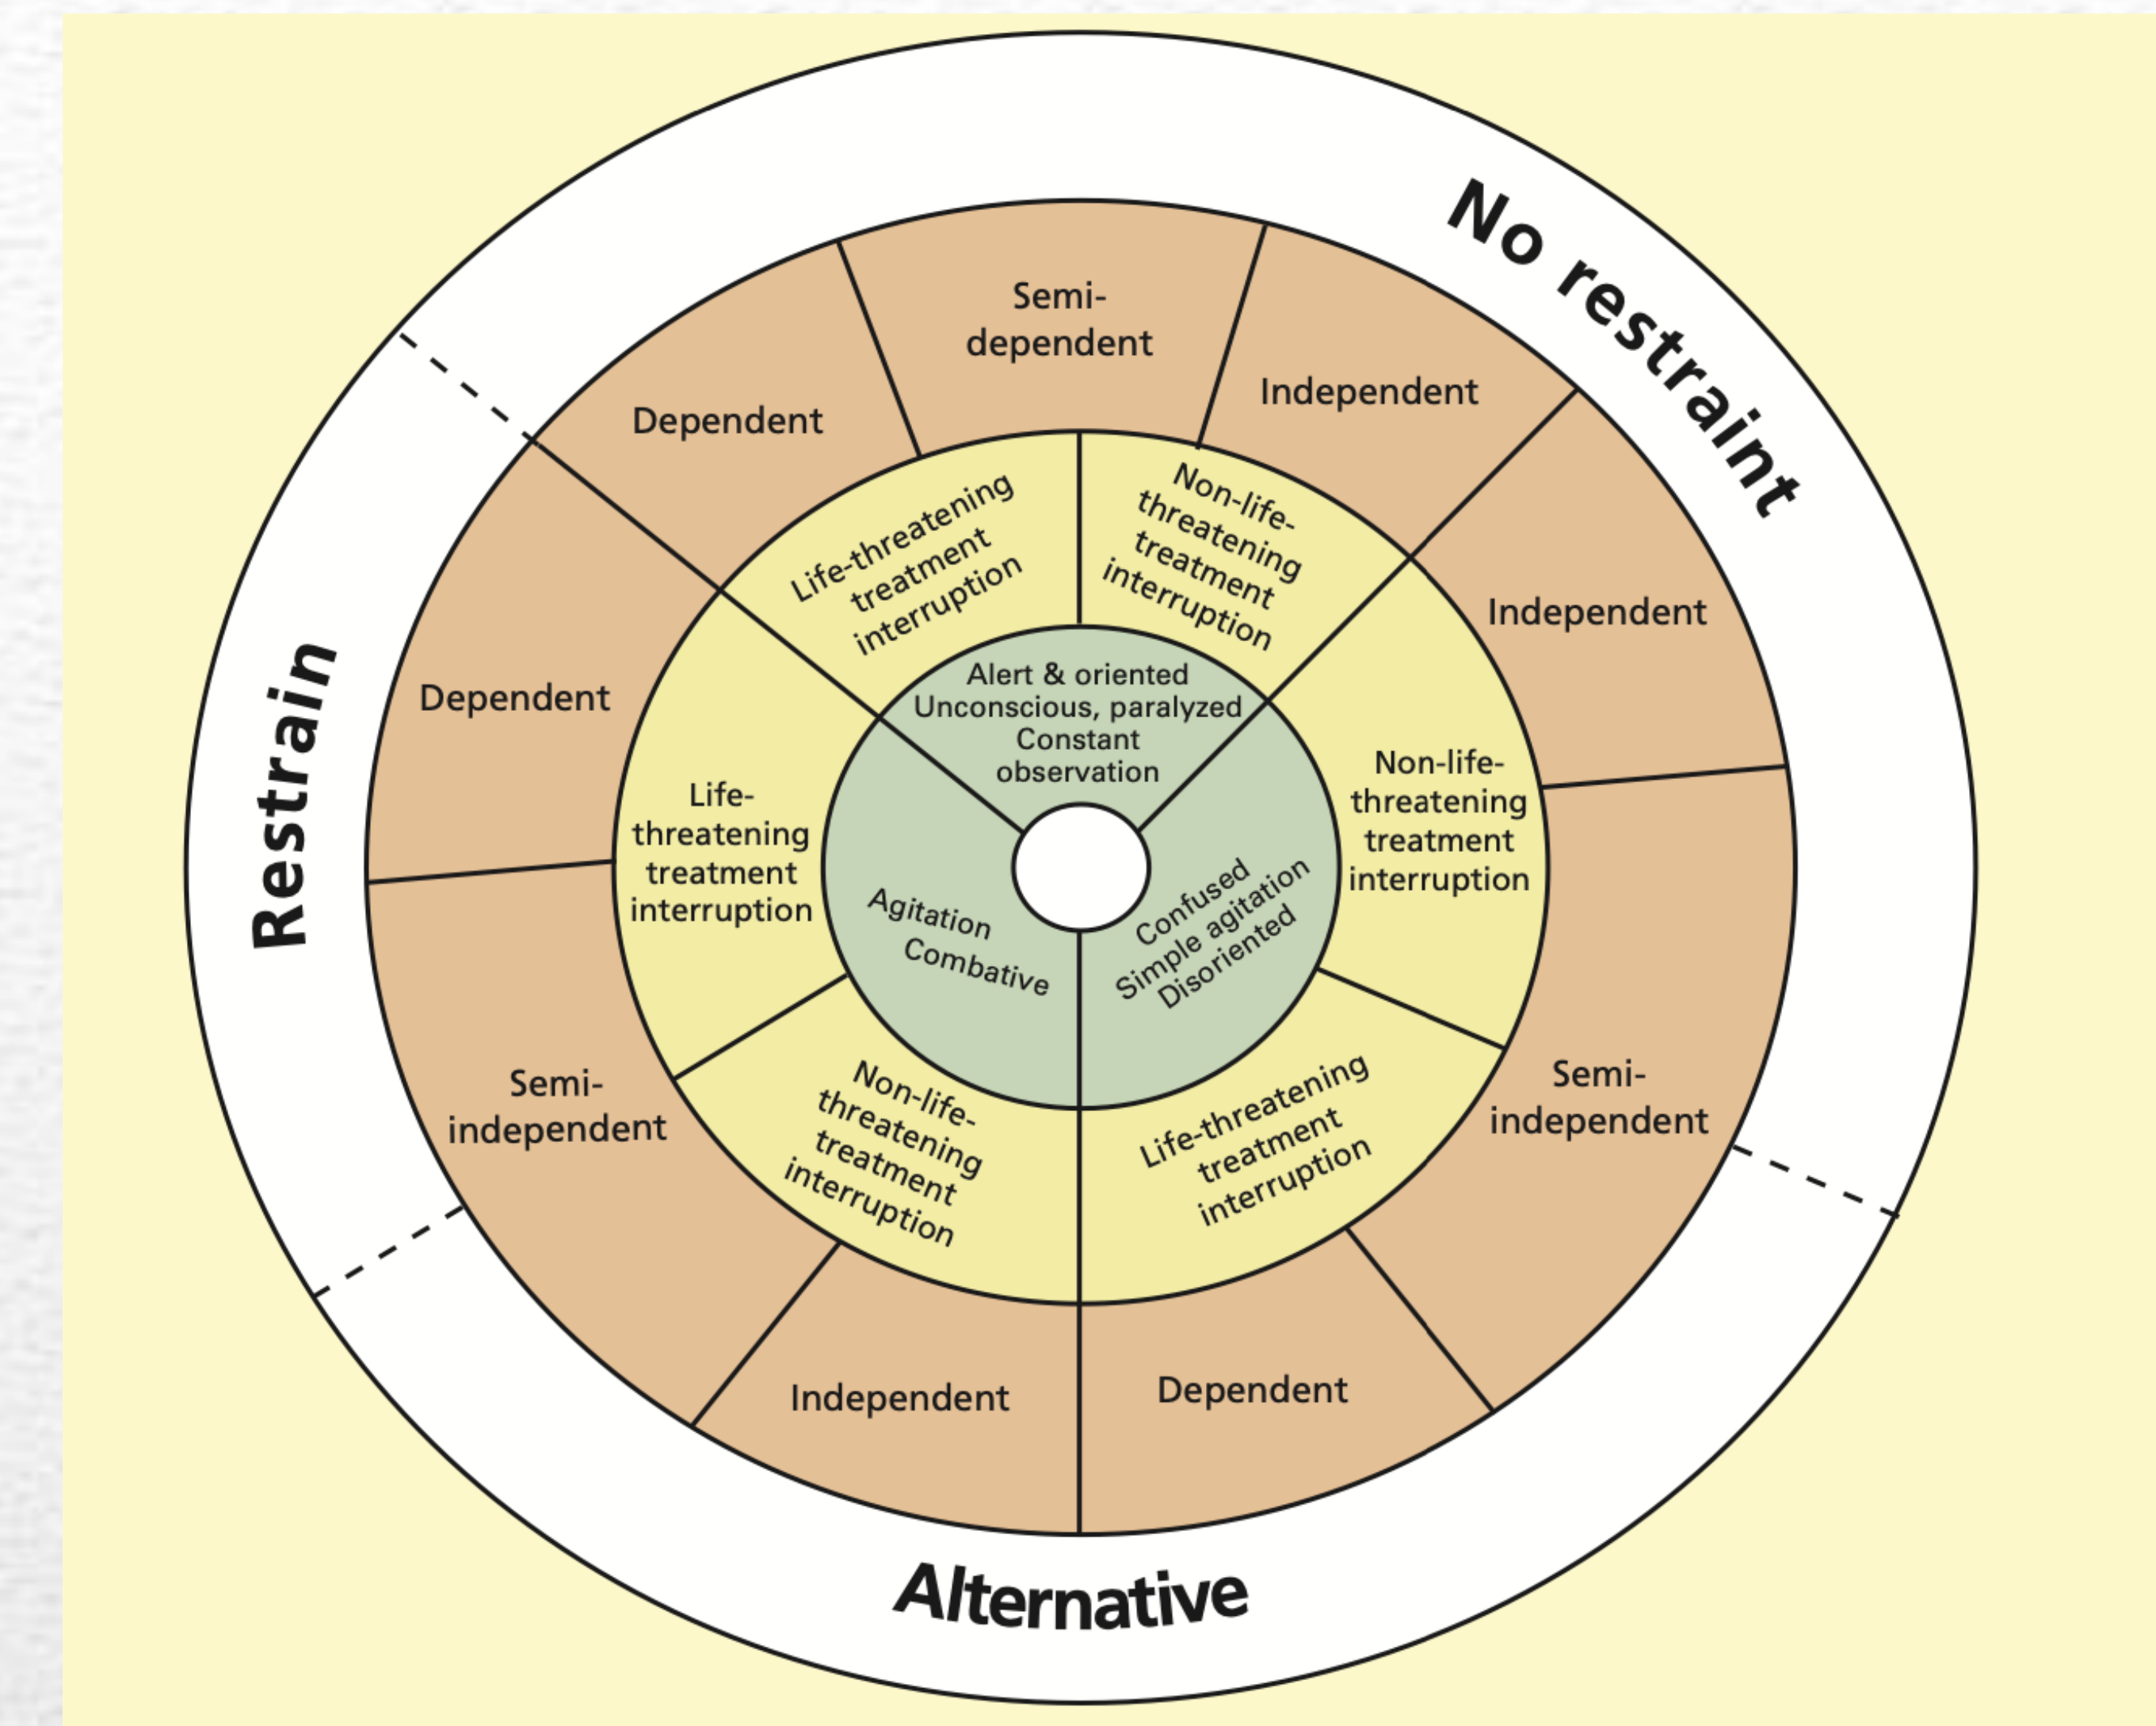 No restraint
Semi-
dependent
Independent
Dependent
Independent
Life-threatening
treatment
interruption
Non-life-
threatening
treatment
interruption
Alert & oriented
Unconscious, paralyzed
Constant
observation
Restrain
Dependent
Life-
threatening
treatment
interruption
Non-life-
threatening
treatment
interruption
Agitation
Combative
Confused
Simple agitation
Disoriented
Semi-
independent
Non-life-
threatening
treatment
interruption
Life-threatening
treatment
interruption
Semi-
independent
Independent
Dependent
Alternative